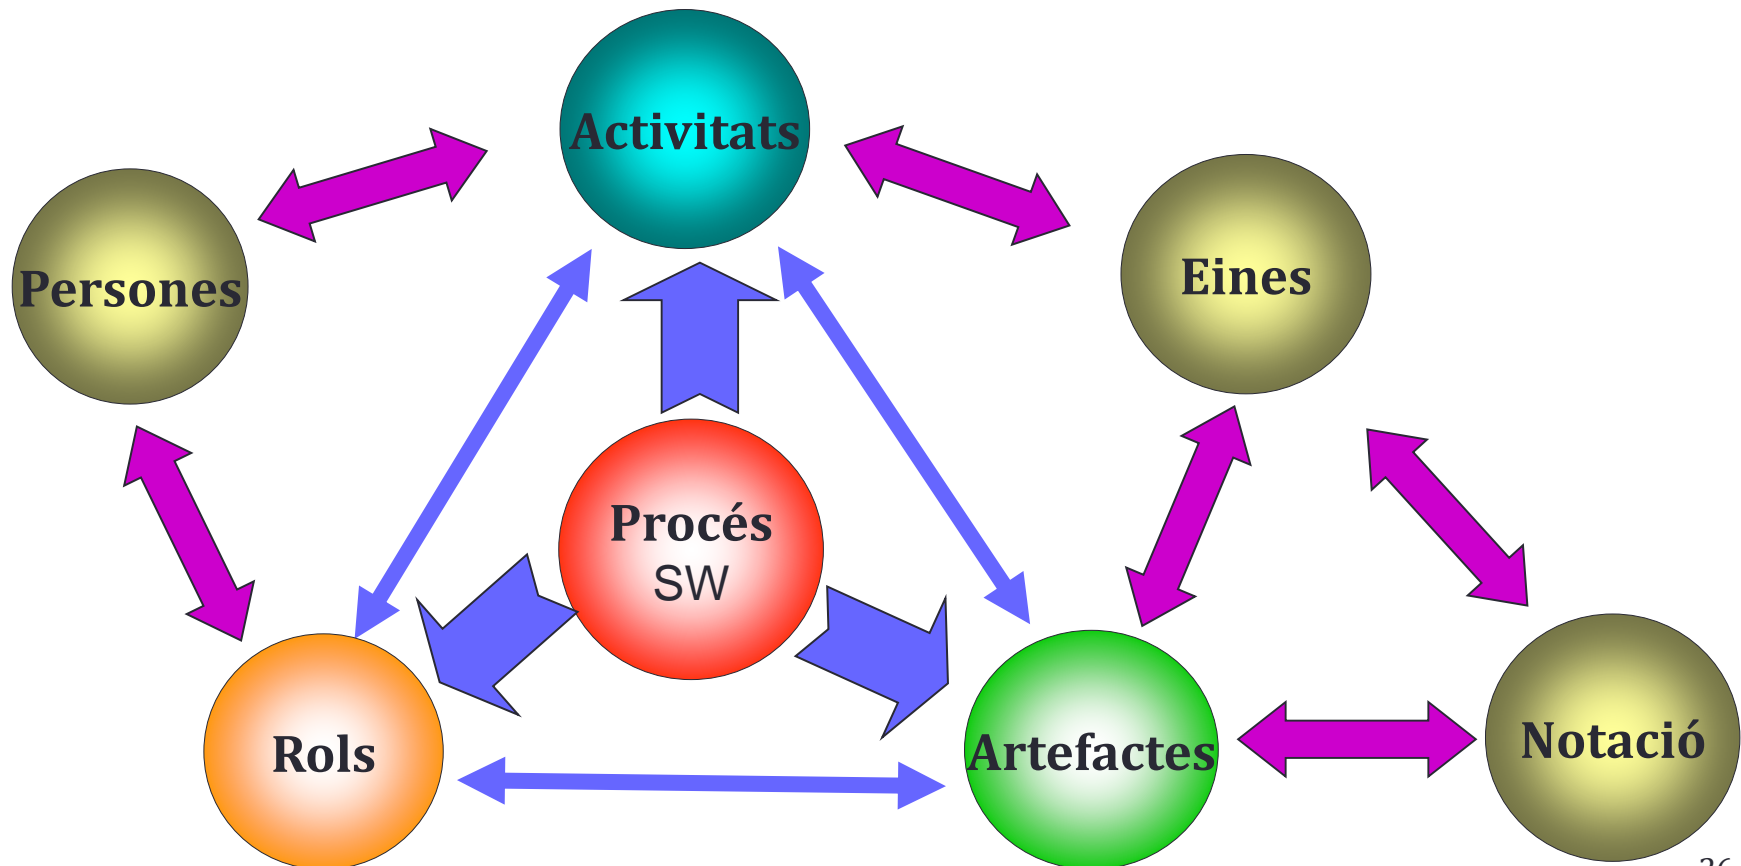 Activitats
Persones
Eines
Procés
SW
Rols
Artefactes
Notació